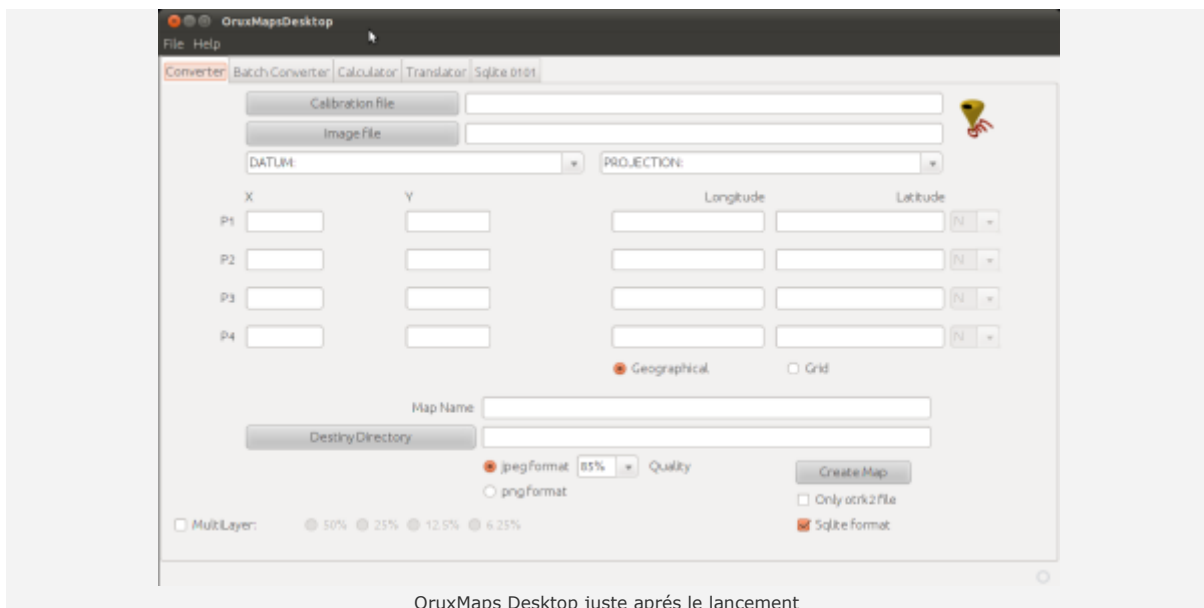 OruxMapsDesktop
File Help
Converter Batch Converter Calculator Translator Sqlite 0101
Calibration file
Image file
DATUM: PROJECTION:
X Y Longitude Latitude
P1 N
P2 N
P3 N
P4 N
Geographical Grid
Map Name
Destiny Directory
jpeg format 85% Quality Create Map
png format Only otrk2 file
MultiLayer: 50% 25% 12.5% 6.25% Sqlite format
OruxMaps Desktop juste aprés le lancement